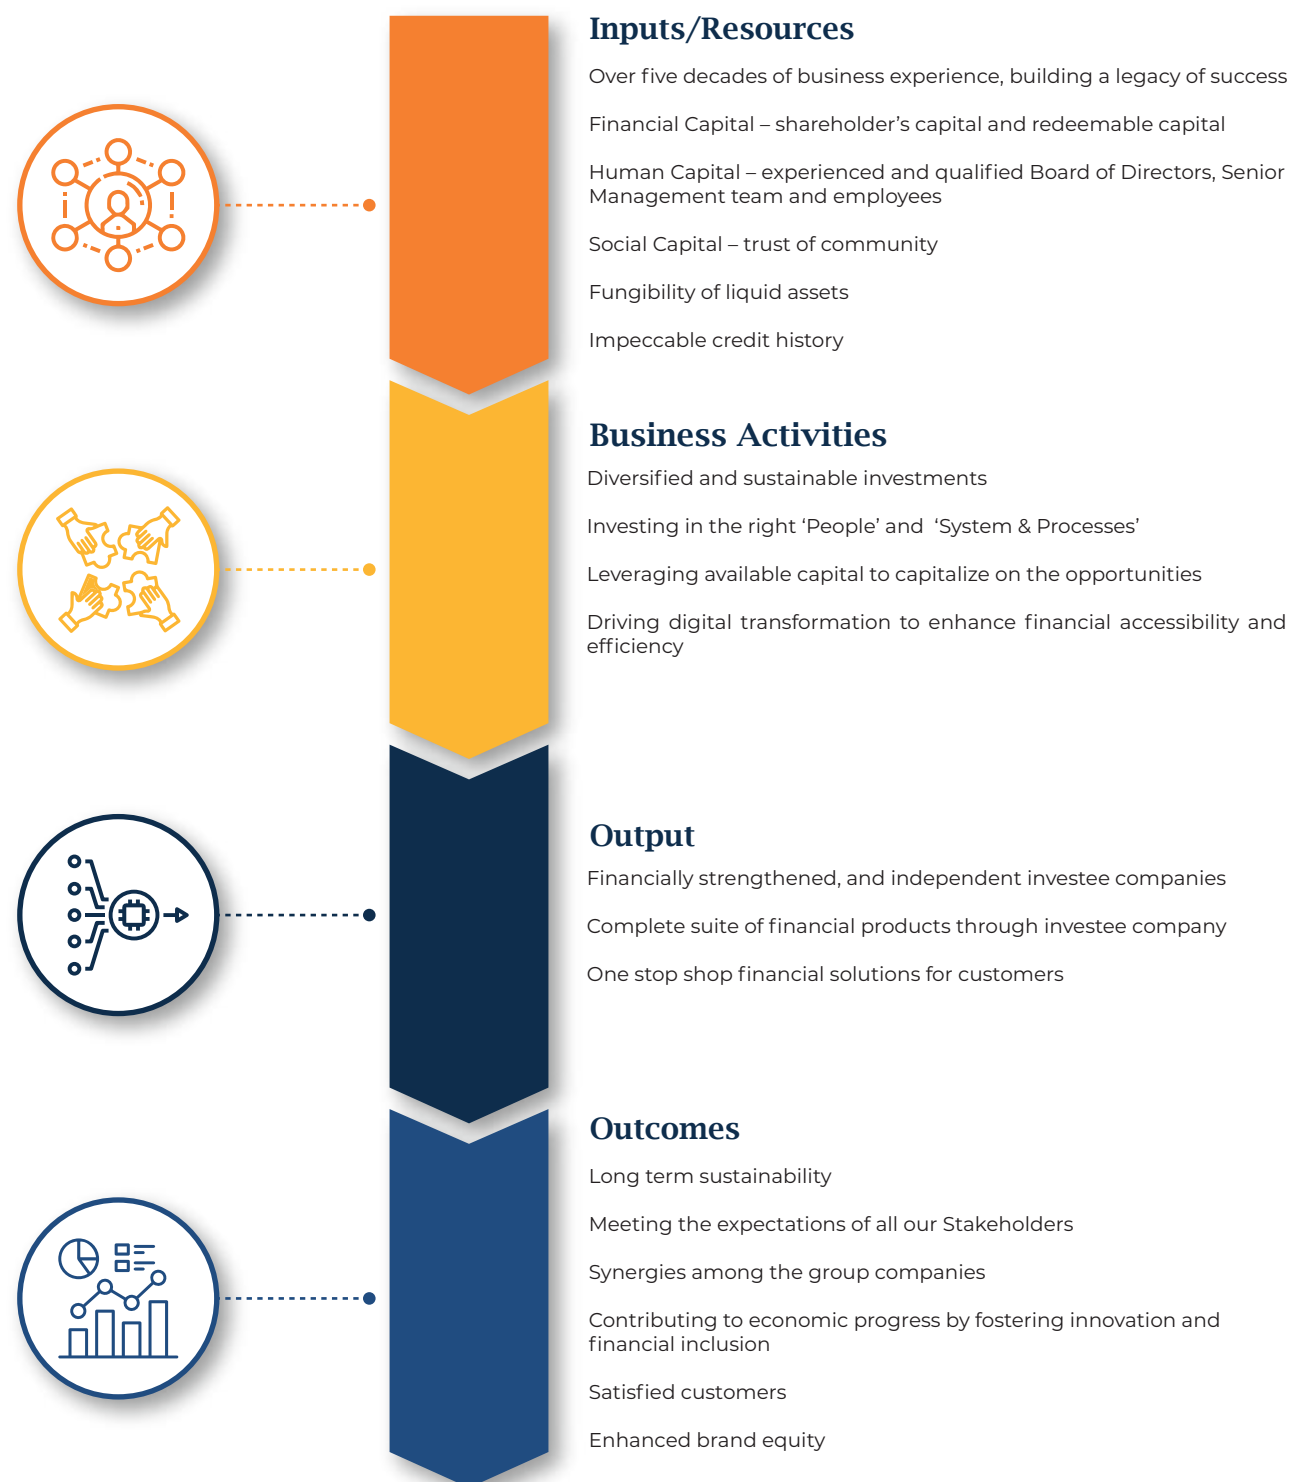 Inputs/Resources
Over five decades of business experience, building a legacy of success
Financial Capital – shareholder’s capital and redeemable capital
Human Capital – experienced and qualified Board of Directors, Senior
Management team and employees
Social Capital – trust of community
Fungibility of liquid assets
Impeccable credit history
Business Activities
Diversified and sustainable investments
Investing in the right ‘People’ and ‘System & Processes’
Leveraging available capital to capitalize on the opportunities
Driving digital transformation to enhance financial accessibility and
efficiency
Output
Financially strengthened, and independent investee companies
Complete suite of financial products through investee company
One stop shop financial solutions for customers
Outcomes
Long term sustainability
Meeting the expectations of all our Stakeholders
Synergies among the group companies
Contributing to economic progress by fostering innovation and
financial inclusion
Satisfied customers
Enhanced brand equity